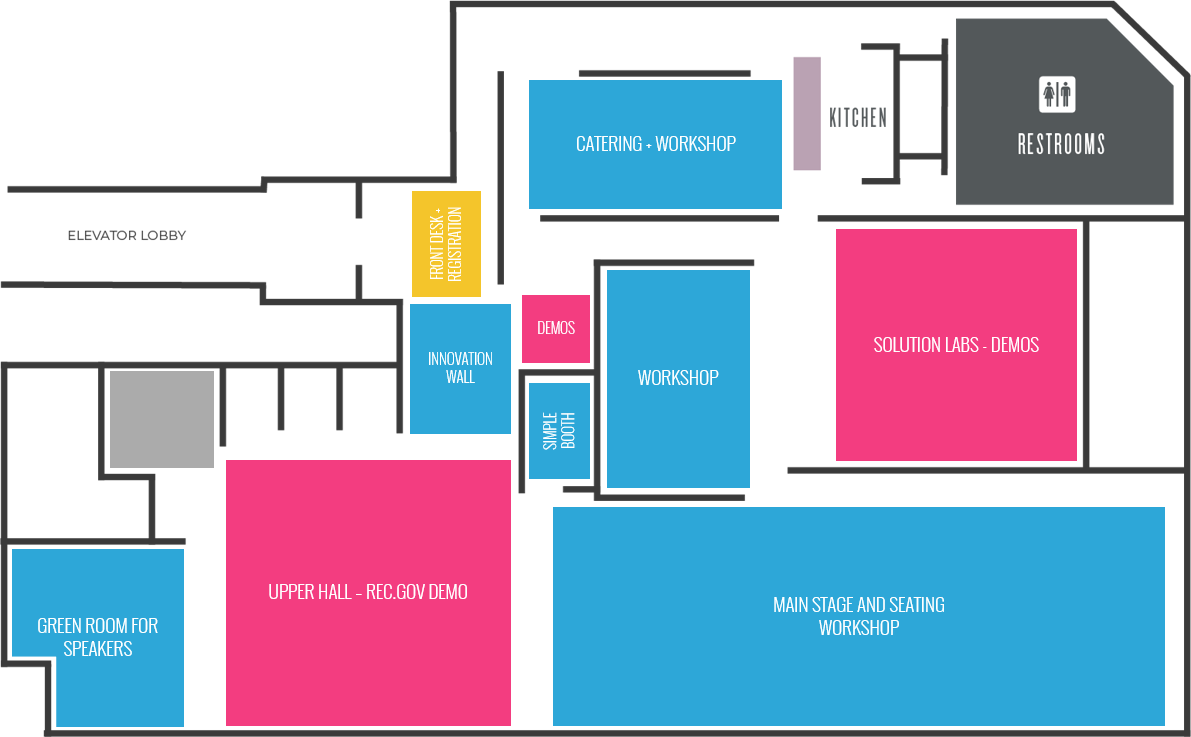 CATERING + WORKSHOP
KITCHEN
RESTROOMS
ELEVATOR LOBBY
FRONT DESK +
REGISTRATION
DEMOS
INNOVATION
WALL
SIMPLE
BOOTH
WORKSHOP
SOLUTION LABS - DEMOS
UPPER HALL – REC.GOV DEMO
MAIN STAGE AND SEATING
WORKSHOP
GREEN ROOM FOR
SPEAKERS